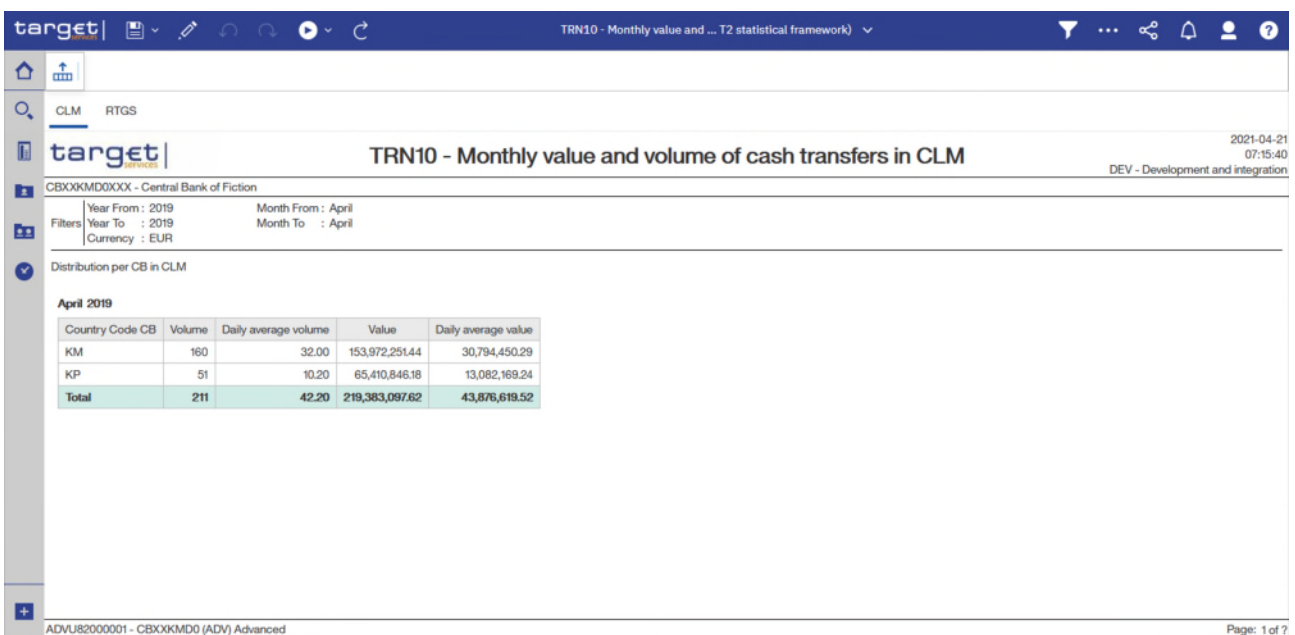 target| services TRN10 - Monthly value and ... T2 statistical framework)
CLM RTGS
target| services TRN10 - Monthly value and volume of cash transfers in CLM
2021-04-21
07:15:40
DEV - Development and integration
CBXXKMD0XXX - Central Bank of Fiction
Year From : 2019 Month From : April
Filters Year To : 2019 Month To : April
Currency : EUR
Distribution per CB in CLM
April 2019
Country Code CB Volume Daily average volume Value Daily average value
KM 160 32.00 153,972,251.44 30,794,450.29
KP 51 10.20 65,410,846.18 13,082,169.24
Total 211 42.20 219,383,097.62 43,876,619.52
ADVU82000001 - CBXXKMD0 (ADV) Advanced Page: 1 of ?